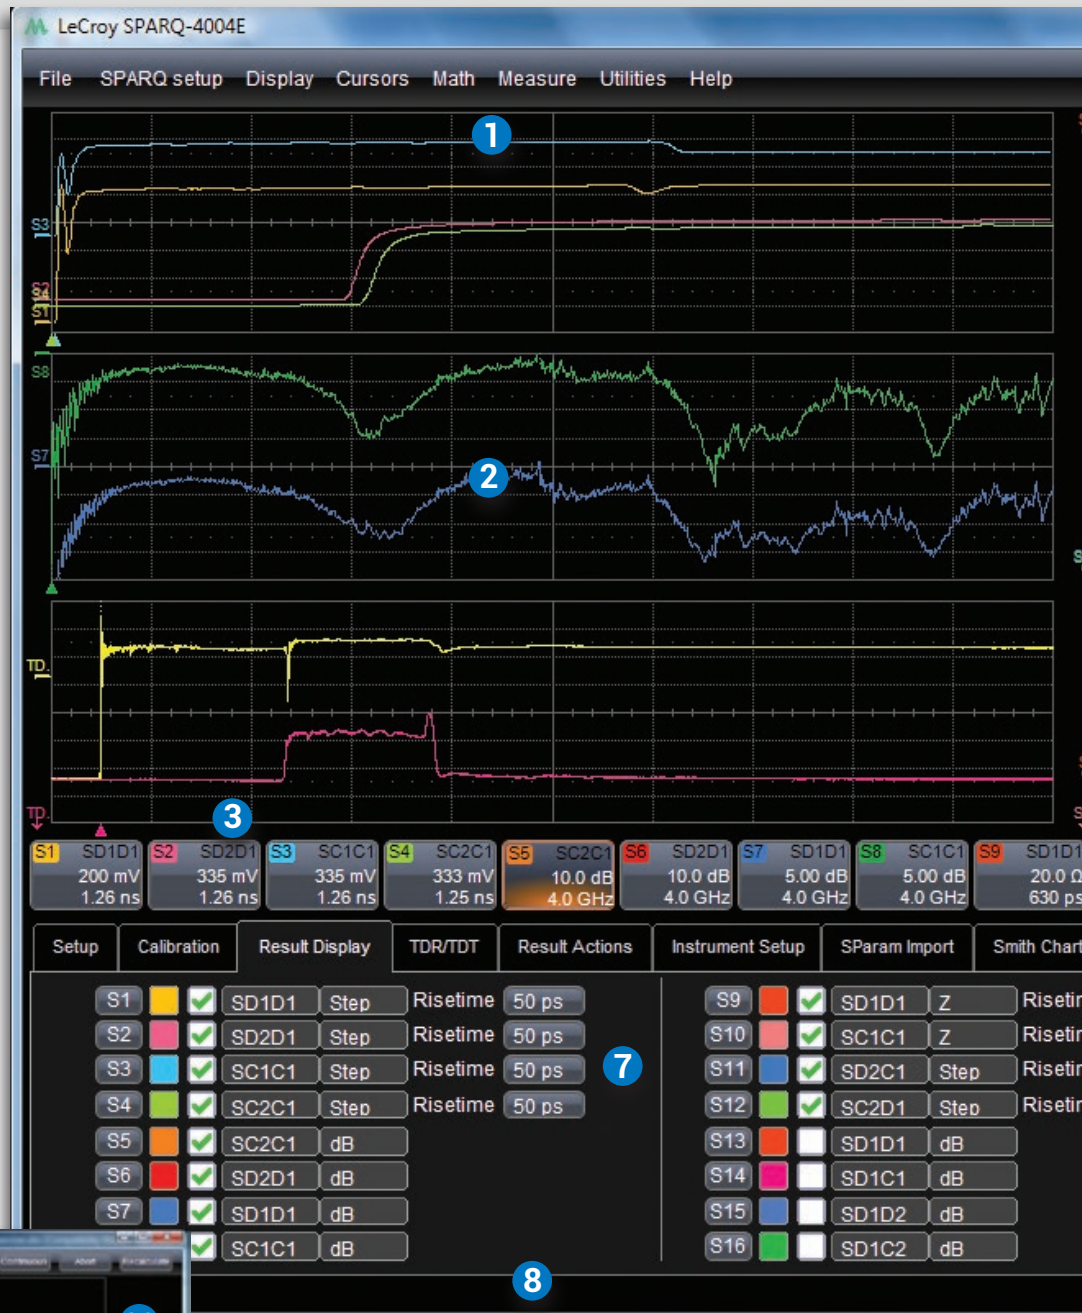 LeCroy SPARQ-4004E
File SPARQ setup Display Cursors Math Measure Utilities Help
1
S3
S2
S4
S1
S8
S7
2
TD.
TD.
3
S1 SD1D1 200 mV 1.26 ns
S2 SD2D1 335 mV 1.26 ns
S3 SC1C1 335 mV 1.26 ns
S4 SC2C1 333 mV 1.25 ns
S5 SC2C1 10.0 dB 4.0 GHz
S6 SD2D1 10.0 dB 4.0 GHz
S7 SD1D1 5.00 dB 4.0 GHz
S8 SC1C1 5.00 dB 4.0 GHz
S9 SD1D1 20.0 Ω 630 ps
Setup Calibration Result Display TDR/TDT Result Actions Instrument Setup SParam Import Smith Chart
S1 SD1D1 Step Risetime 50 ps
S2 SD2D1 Step Risetime 50 ps
S3 SC1C1 Step Risetime 50 ps
S4 SC2C1 Step Risetime 50 ps
S5 SC2C1 dB
S6 SD2D1 dB
S7 SD1D1 dB
SC1C1 dB
7
S9 SD1D1 Z
S10 SC1C1 Z
S11 SD2C1 Step
S12 SC2D1 Step
S13 SD1D1 dB
S14 SD1C1 dB
S15 SD1D2 dB
S16 SD1C2 dB
Continuous Abort Recalculate
8